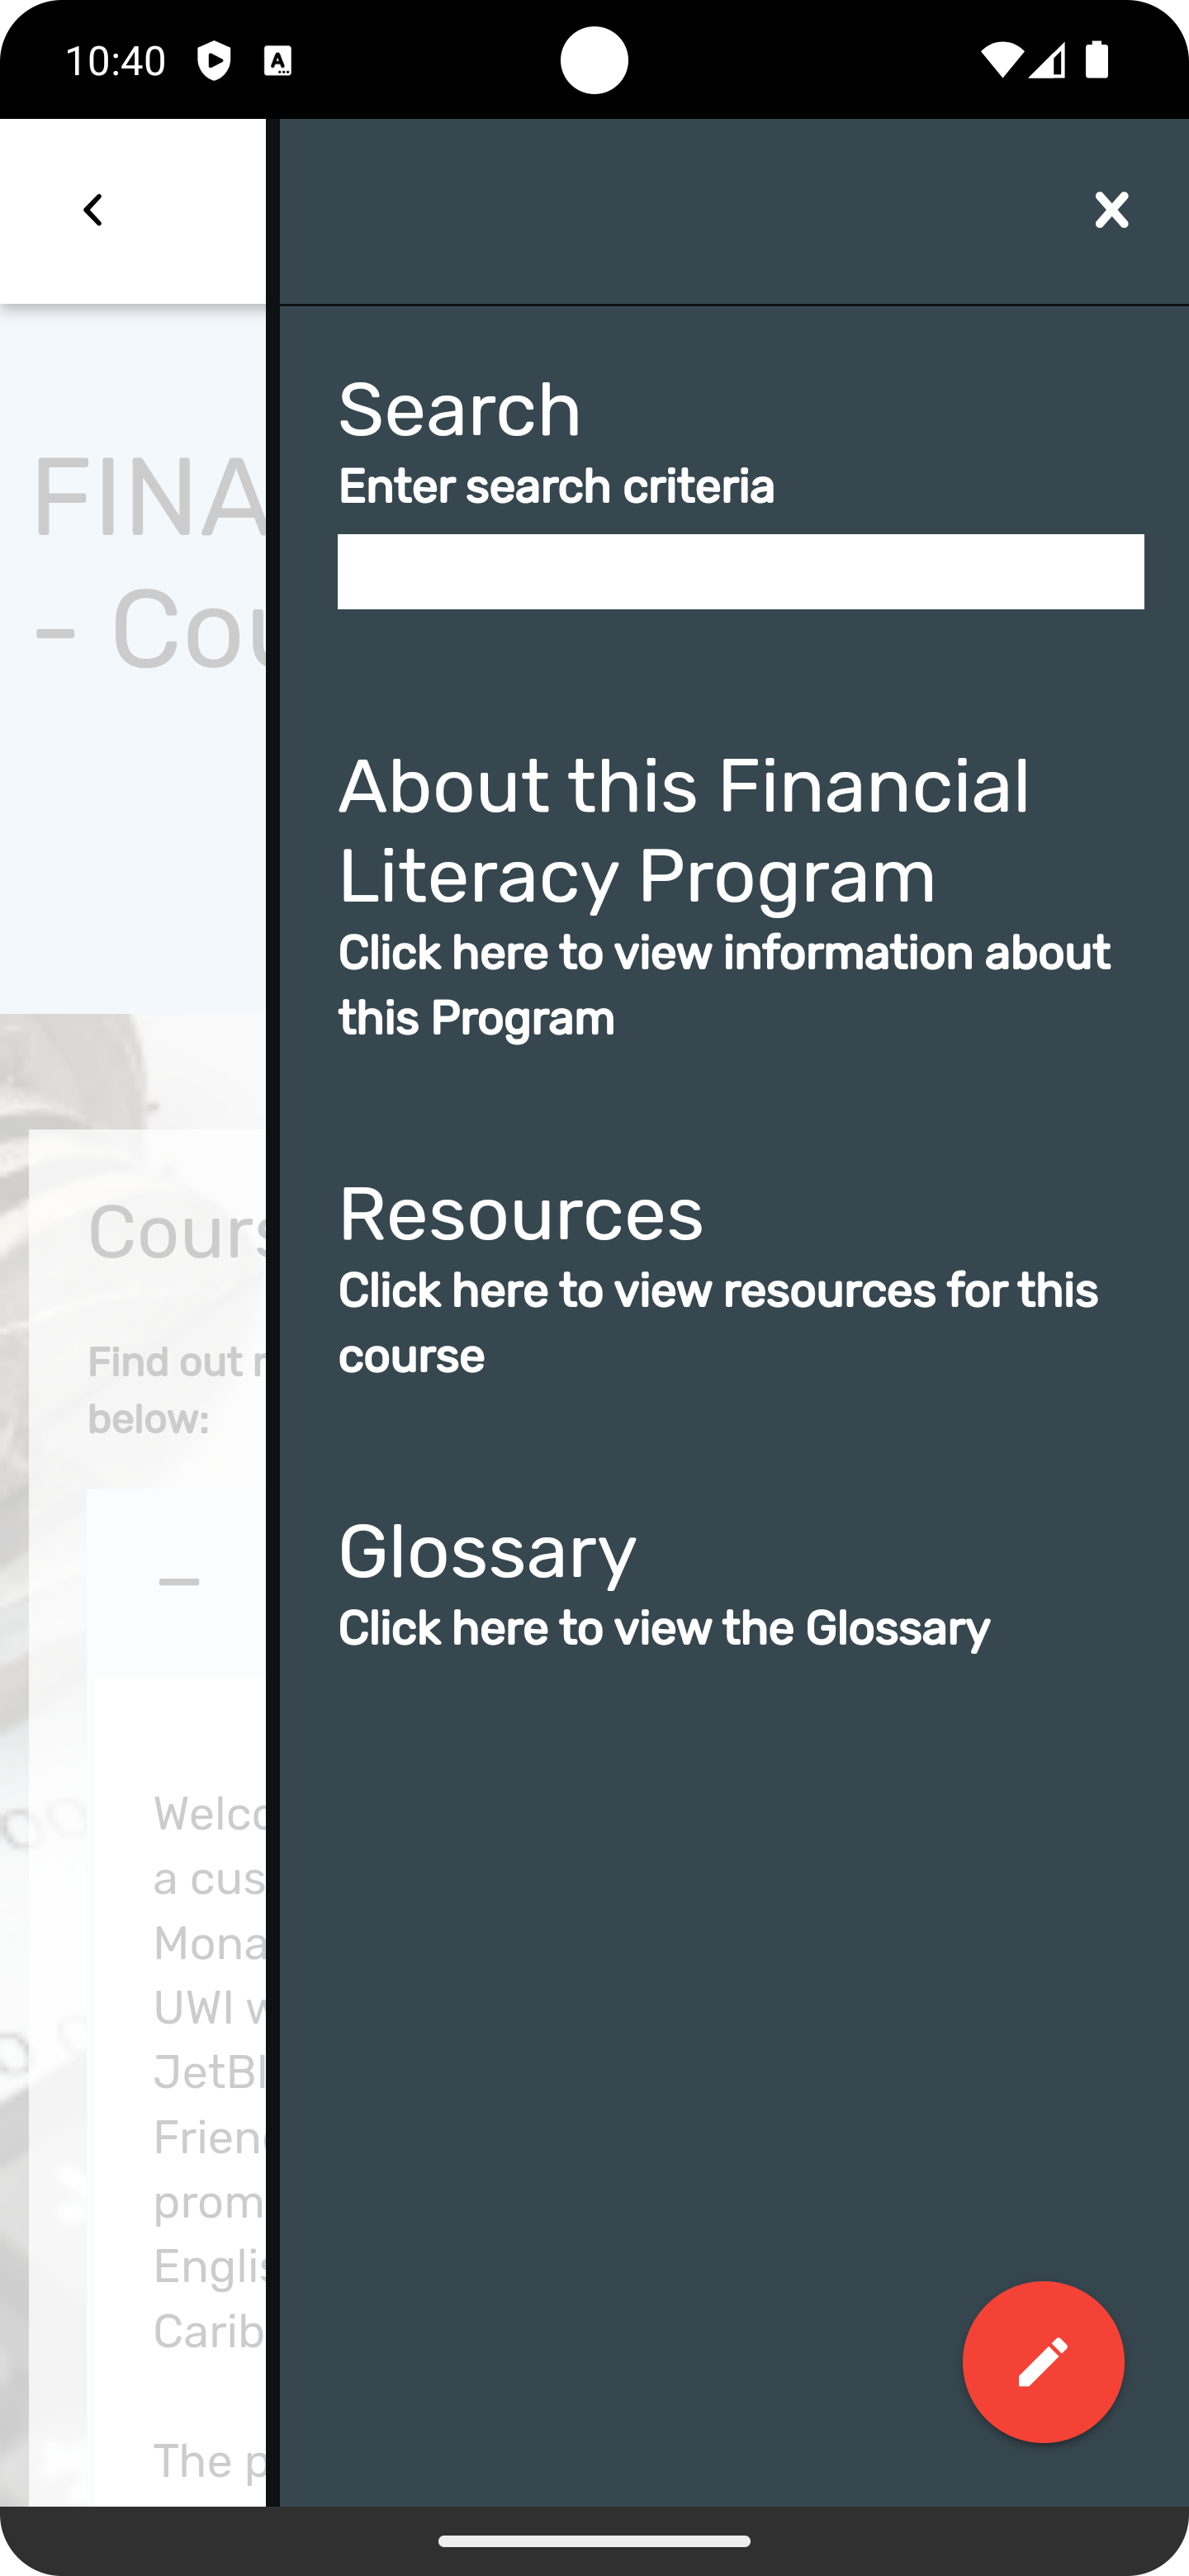 10:40
Search
Enter search criteria
About this Financial
Literacy Program
Click here to view information about
this Program
Resources
Click here to view resources for this
course
Glossary
Click here to view the Glossary
FINA
- Cou
Cours
Find out
below:
Welco
a cus
Mona
UWI
JetBl
Frien
prom
Englis
Carib
The p